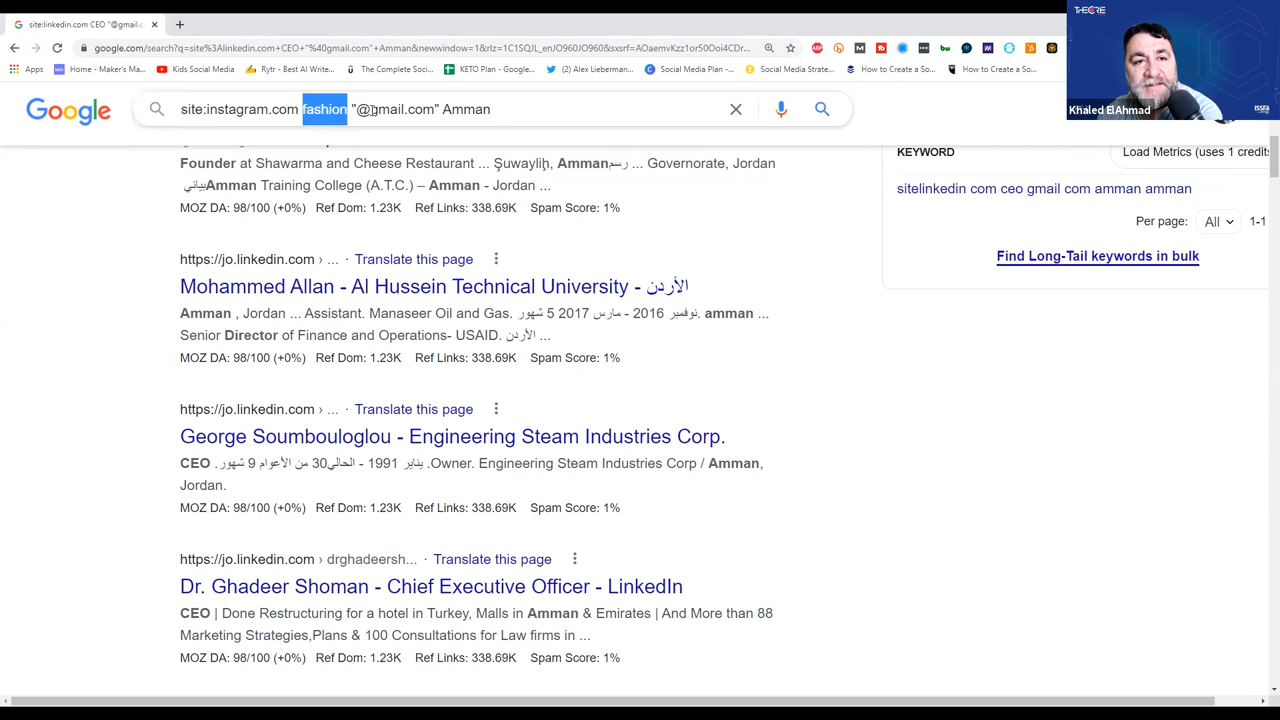 site:linkedin.com CEO "@gmail.c
google.com/search?q=site%3Alinkedin.com+CEO+"%40gmail.com"+Amman&newwindow=1&rlz=1C1SQJL_enJO960JO960&sxsrf=AOaemvKzz1or50Ooi4CDr...
Apps
Home - Maker's Ma...
Kids Social Media
Rytr - Best AI Write...
The Complete Soci...
KETO Plan - Google...
(2) (Alex Lieberman...
Social Media Plan -...
Social Media Strate...
How to Create a So...
How to Create a So...
THECORE
Khaled ElAhmad
Google
site:instagram.com fashion "@gmail.com" Amman
Founder at Shawarma and Cheese Restaurant ... Şuwayliḩ, Ammanرسم ... Governorate, Jordan
بيانيAmman Training College (A.T.C.) – Amman - Jordan ...
MOZ DA: 98/100 (+0%) Ref Dom: 1.23K Ref Links: 338.69K Spam Score: 1%
https://jo.linkedin.com › ... · Translate this page
Mohammed Allan - Al Hussein Technical University - الأردن
Amman , Jordan ... Assistant. Manaseer Oil and Gas. نوفمبر 2016 - مارس 2017 5 شهور. amman ...
Senior Director of Finance and Operations- USAID. الأردن ...
MOZ DA: 98/100 (+0%) Ref Dom: 1.23K Ref Links: 338.69K Spam Score: 1%
https://jo.linkedin.com › ... · Translate this page
George Soumbouloglou - Engineering Steam Industries Corp.
CEO .يناير 1991 - الحالي30 من الأعوام 9 شهور .Owner. Engineering Steam Industries Corp / Amman,
Jordan.
MOZ DA: 98/100 (+0%) Ref Dom: 1.23K Ref Links: 338.69K Spam Score: 1%
https://jo.linkedin.com › drghadeersh... · Translate this page
Dr. Ghadeer Shoman - Chief Executive Officer - LinkedIn
CEO | Done Restructuring for a hotel in Turkey, Malls in Amman & Emirates | And More than 88
Marketing Strategies,Plans & 100 Consultations for Law firms in ...
MOZ DA: 98/100 (+0%) Ref Dom: 1.23K Ref Links: 338.69K Spam Score: 1%
KEYWORD
Load Metrics (uses 1 credits
sitelinkedin com ceo gmail com amman amman
Per page: All 1-1
Find Long-Tail keywords in bulk